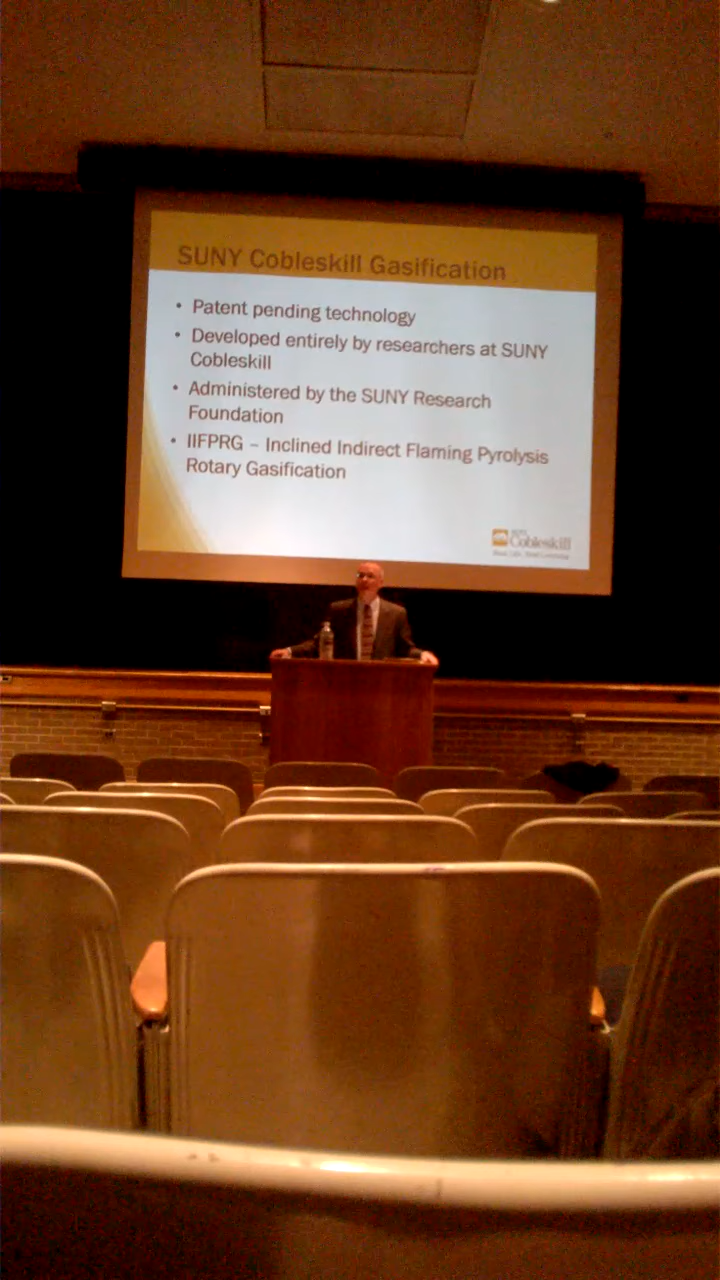 SUNY Cobleskill Gasification
• Patent pending technology
• Developed entirely by researchers at SUNY
Cobleskill
• Administered by the SUNY Research
Foundation
• IIFPRG – Inclined Indirect Flaming Pyrolysis
Rotary Gasification
SUNY
Cobleskill